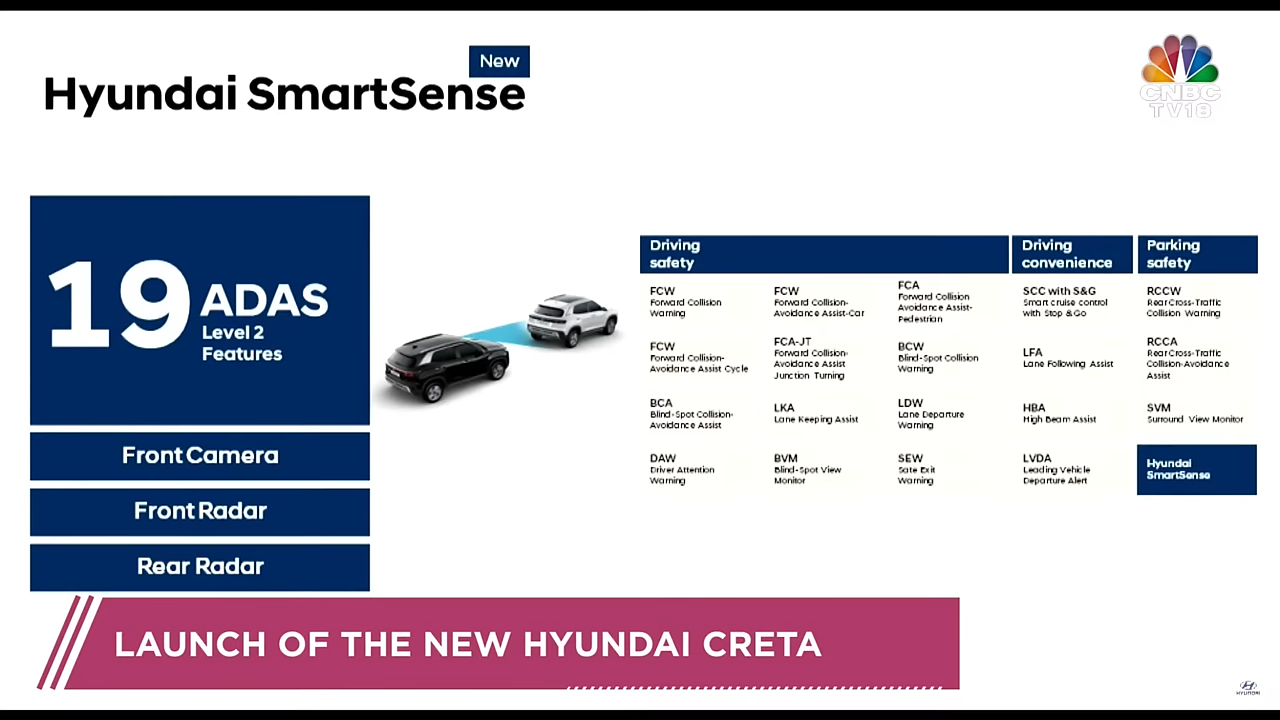 New
Hyundai SmartSense
CNBC
TV18
19 ADAS
Level 2
Features
Front Camera
Front Radar
Rear Radar
Driving
safety
FCW
Forward Collision
Warning
FCW
Forward Collision-
Avoidance Assist-Car
FCA
Forward Collision
Avoidance Assist-
Pedestrian
FCW
Forward Collision-
Avoidance Assist Cycle
FCA-JT
Forward Collision-
Avoidance Assist
Junction Turning
BCW
Blind-Spot Collision
Warning
BCA
Blind-Spot Collision-
Avoidance Assist
LKA
Lane Keeping Assist
LDW
Lane Departure
Warning
DAW
Driver Attention
Warning
BVM
Blind-Spot View
Monitor
SEW
Safe Exit
Warning
Driving
convenience
SCC with S&G
Smart cruise control
with Stop & Go
LFA
Lane Following Assist
HBA
High Beam Assist
LVDA
Leading Vehicle
Departure Alert
Parking
safety
RCCW
Rear Cross-Traffic
Collision Warning
RCCA
Rear Cross-Traffic
Collision-Avoidance
Assist
SVM
Surround View Monitor
Hyundai
SmartSense
LAUNCH OF THE NEW HYUNDAI CRETA
HYUNDAI